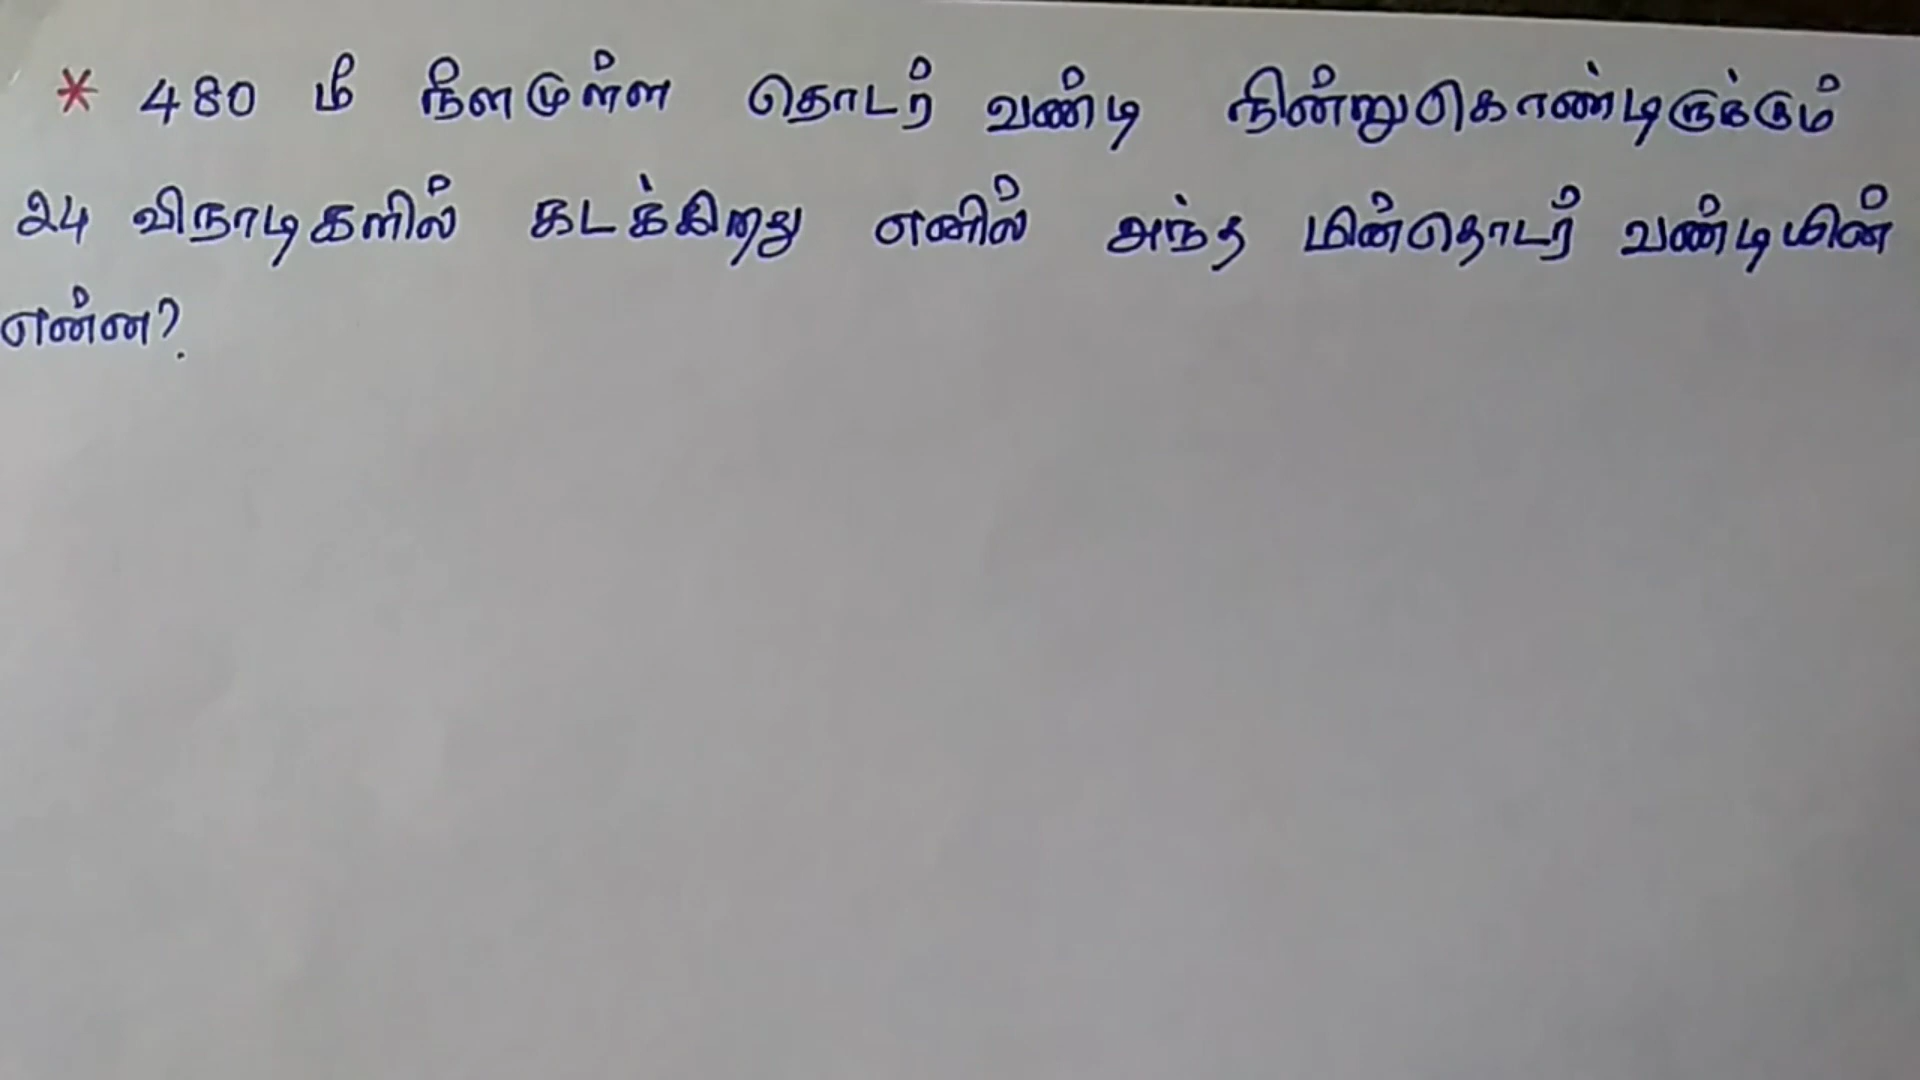 * 480 மீ நீளமுள்ள தொடர் வண்டி நின்றுகொண்டிருக்கும்
24 விநாடிகளில் கடக்கிறது எனில் அந்த மின்தொடர் வண்டியின்
என்ன?